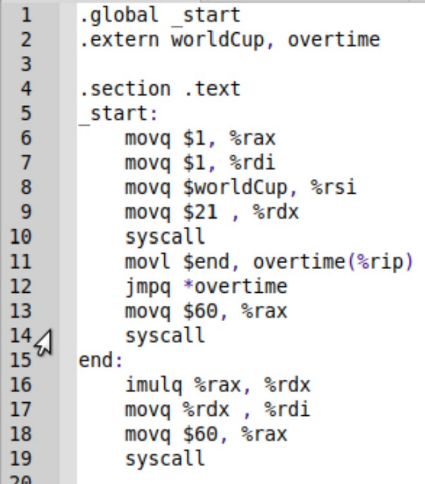 1 .global _start
2 .extern worldCup, overtime
3
4 .section .text
5 _start:
6 movq $1, %rax
7 movq $1, %rdi
8 movq $worldCup, %rsi
9 movq $21 , %rdx
10 syscall
11 movl $end, overtime(%rip)
12 jmpq *overtime
13 movq $60, %rax
14 syscall
15 end:
16 imulq %rax, %rdx
17 movq %rdx , %rdi
18 movq $60, %rax
19 syscall
20